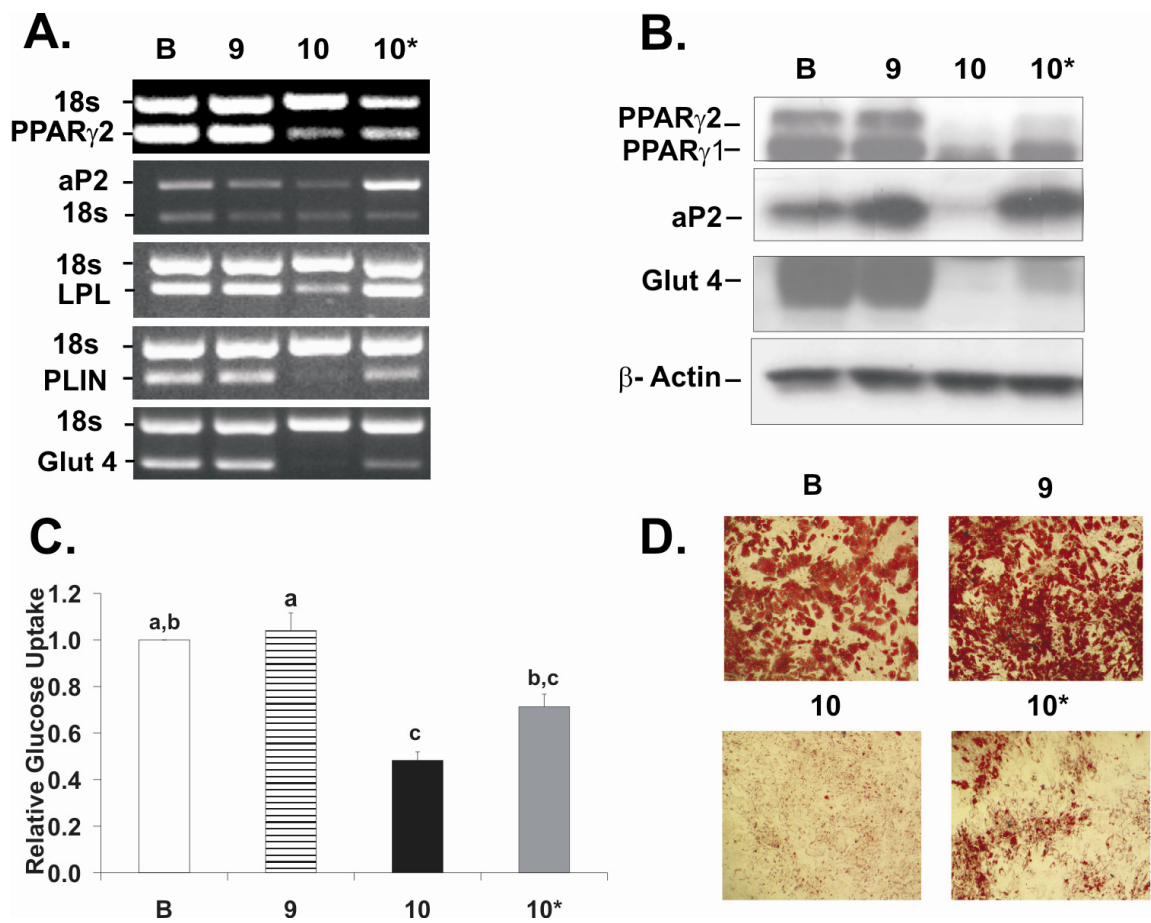 A.
B 9 10 10*
18s
PPARγ2
aP2
18s
18s
LPL
18s
PLIN
18s
Glut 4
B.
B 9 10 10*
PPARγ2
PPARγ1
aP2
Glut 4
β- Actin
C.
Relative Glucose Uptake
1.2
1.0
0.8
0.6
0.4
0.2
0.0
a,b
a
c
b,c
B 9 10 10*
D.
B 9
10 10*